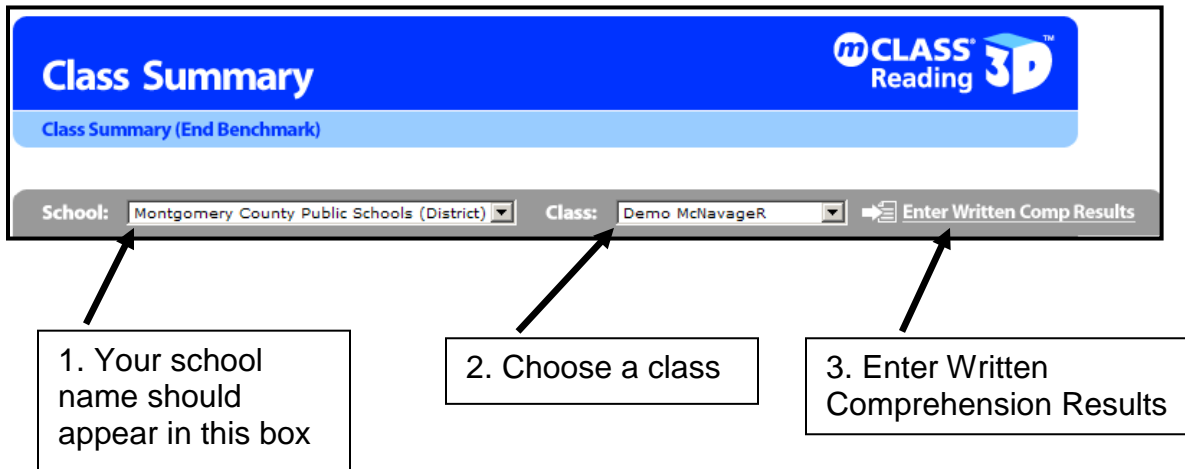 Class Summary
mCLASS® Reading 3D™
Class Summary (End Benchmark)
School: Montgomery County Public Schools (District) Class: Demo McNavageR Enter Written Comp Results
1. Your school
name should
appear in this box
2. Choose a class
3. Enter Written
Comprehension Results